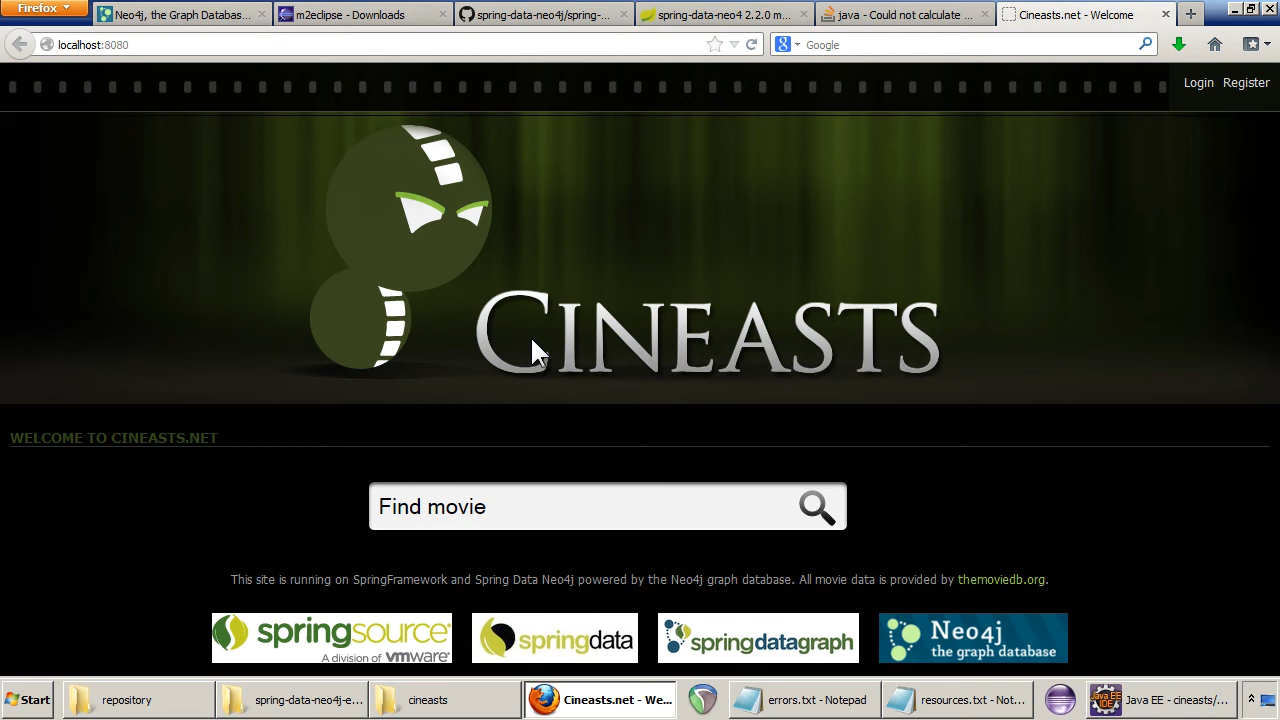 Firefox
Neo4j, the Graph Databas...
m2eclipse - Downloads
spring-data-neo4j/spring-...
spring-data-neo4 2.2.0 m...
java - Could not calculate ...
Cineasts.net - Welcome
localhost:8080
Google
Login Register
CINEASTS
WELCOME TO CINEASTS.NET
Find movie
This site is running on SpringFramework and Spring Data Neo4j powered by the Neo4j graph database. All movie data is provided by themoviedb.org.
springsource
A division of vmware
springdata
springdatagraph
Neo4j
the graph database
Start
repository
spring-data-neo4j-e...
cineasts
Cineasts.net - We...
errors.txt - Notepad
resources.txt - Not...
Java EE IDE
Java EE - cineasts/...